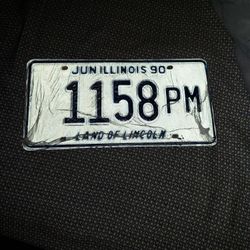 JUN ILLINOIS 90
1158 PM
LAND OF LINCOLN